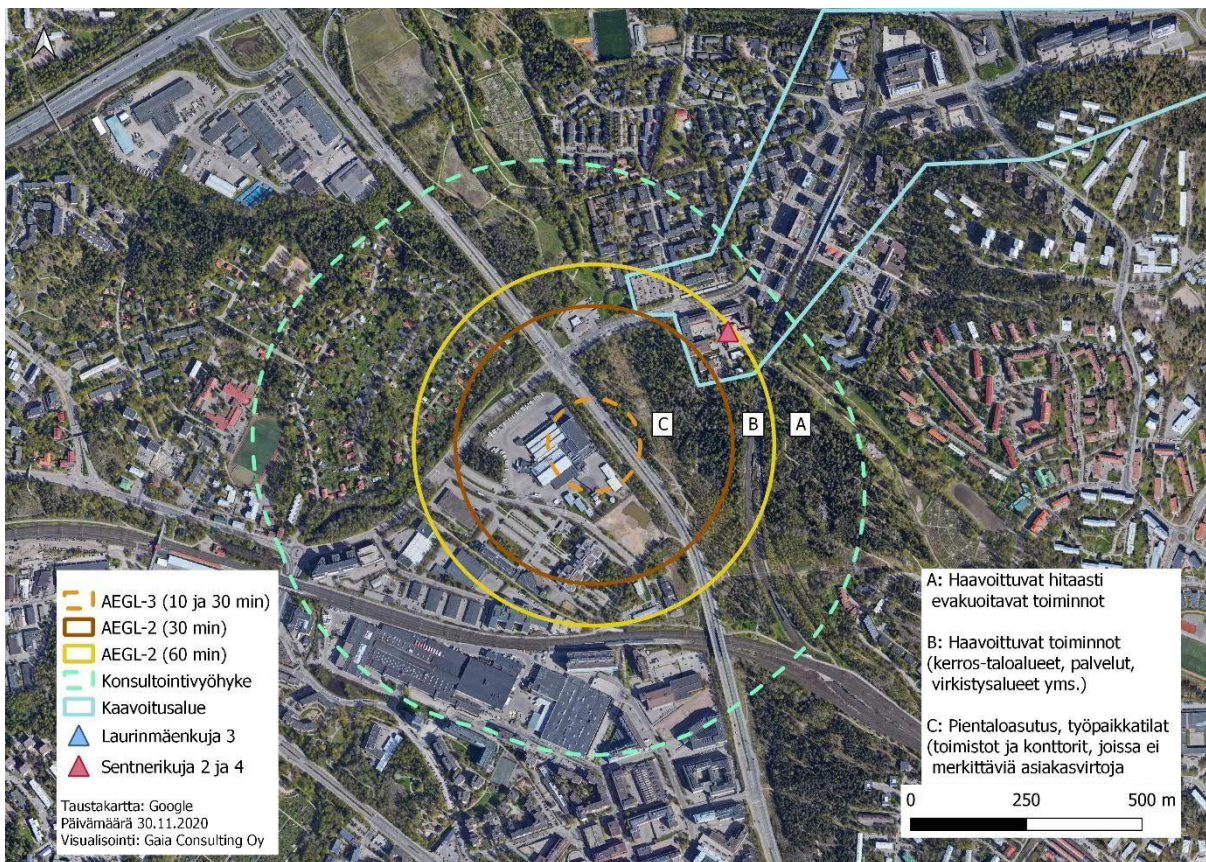 C
B
A
AEGL-3 (10 ja 30 min)
AEGL-2 (30 min)
AEGL-2 (60 min)
Konsultointivyöhyke
Kaavoitusalue
Laurinmäenkuja 3
Sentnerikuja 2 ja 4
Taustakartta: Google
Päivämäärä 30.11.2020
Visualisointi: Gaia Consulting Oy
A: Haavoittuvat hitaasti
evakuoitavat toiminnot
B: Haavoittuvat toiminnot
(kerros-taloalueet, palvelut,
virkistysalueet yms.)
C: Pientaloasutus, työpaikkatilat
(toimistot ja konttorit, joissa ei
merkittäviä asiakasvirtoja
0 250 500 m